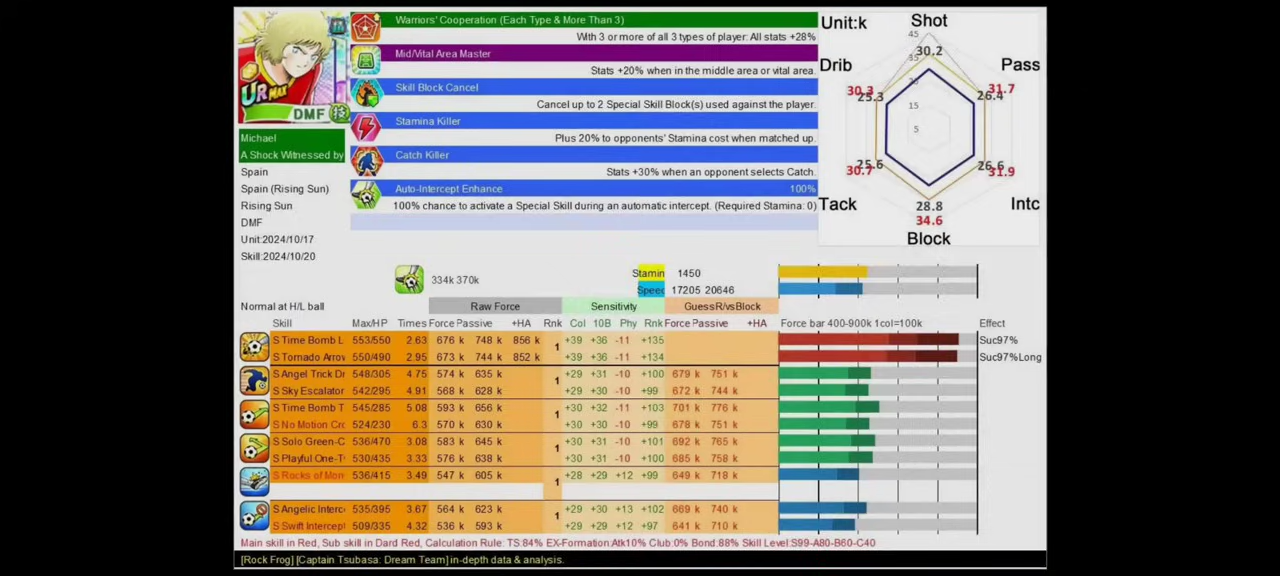 Warriors' Cooperation (Each Type & More Than 3)
With 3 or more of all 3 types of player: All stats +28%
Mid/Vital Area Master
Stats +20% when in the middle area or vital area.
Skill Block Cancel
Cancel up to 2 Special Skill Block(s) used against the player.
Stamina Killer
Plus 20% to opponents' Stamina cost when matched up.
Catch Killer
Stats +30% when an opponent selects Catch.
Auto-Intercept Enhance 100%
100% chance to activate a Special Skill during an automatic intercept. (Required Stamina: 0)
UR MAX
DMF 技
Michael
A Shock Witnessed by
Spain
Spain (Rising Sun)
Rising Sun
DMF
Unit:2024/10/17
Skill:2024/10/20
Unit:k
Shot
45
30.2
35
Drib
Pass
30.3
25.3
31.7
26.4
15
5
25.6
30.7
26.6
31.9
Tack
28.8
34.6
Intc
Block
334k 370k
Stamin 1450
Speec 17205 20646
Normal at H/L ball Raw Force Sensitivity GuessR/vsBlock
Skill Max/HP Times Force Passive +HA Rnk Col 10B Phy Rnk Force Passive +HA Force bar 400-900k 1col=100k Effect
S Time Bomb L 553/550 2.63 676 k 748 k 856 k 1 +39 +36 -11 +135 Suc97%
S Tornado Arrow 550/490 2.95 673 k 744 k 852 k +39 +36 -11 +134 Suc97%Long
S Angel Trick Dr 548/305 4.75 574 k 635 k 1 +29 +31 -10 +100 679 k 751 k
S Sky Escalator 542/295 4.91 568 k 628 k +29 +30 -10 +99 672 k 744 k
S Time Bomb T 545/285 5.08 593 k 656 k 1 +30 +32 -11 +103 701 k 776 k
S No Motion Cro 524/230 6.3 570 k 630 k +30 +30 -10 +99 678 k 751 k
S Solo Green-C 536/470 3.08 583 k 645 k 1 +30 +31 -10 +101 692 k 765 k
S Playful One-T 530/435 3.33 576 k 638 k +30 +31 -10 +100 685 k 758 k
S Rocks of Mon 536/415 3.49 547 k 605 k 1 +28 +29 +12 +99 649 k 718 k
S Angelic Interc 535/395 3.67 564 k 623 k 1 +29 +30 +13 +102 669 k 740 k
S Swift Intercept 509/335 4.32 536 k 593 k +29 +29 +12 +97 641 k 710 k
Main skill in Red, Sub skill in Dard Red, Calculation Rule: TS:84% EX-Formation:Atk10% Club:0% Bond:88% Skill Level:S99-A80-B60-C40
[Rock Frog] [Captain Tsubasa: Dream Team] in-depth data & analysis.